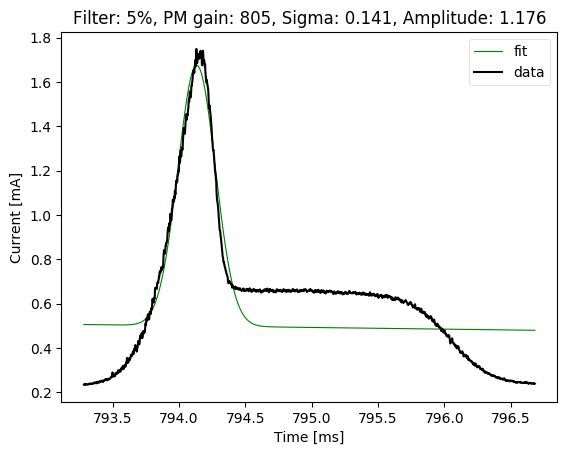 Filter: 5%, PM gain: 805, Sigma: 0.141, Amplitude: 1.176
fit
data
1.8
1.6
1.4
1.2
1.0
0.8
0.6
0.4
0.2
Current [mA]
793.5 794.0 794.5 795.0 795.5 796.0 796.5
Time [ms]